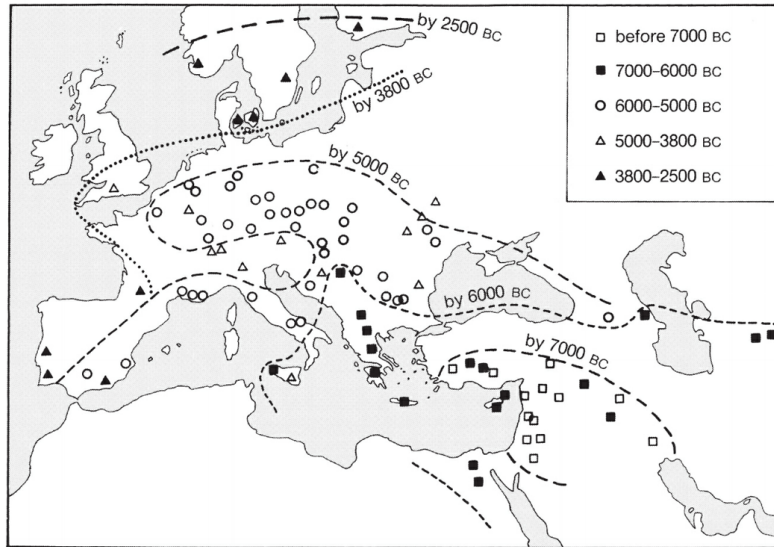 by 2500 BC
by 3800 BC
by 5000 BC
by 6000 BC
by 7000 BC
before 7000 BC
7000–6000 BC
6000–5000 BC
5000–3800 BC
3800–2500 BC